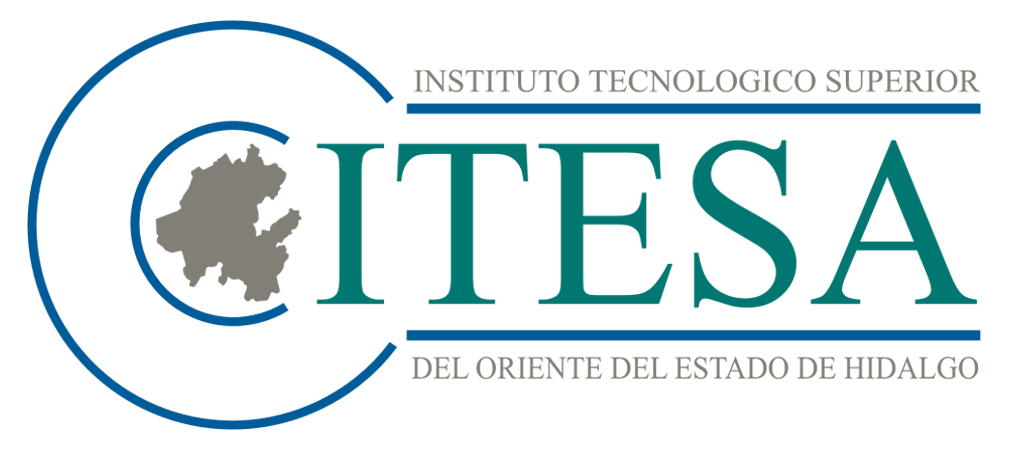 INSTITUTO TECNOLOGICO SUPERIOR
ITESA
DEL ORIENTE DEL ESTADO DE HIDALGO